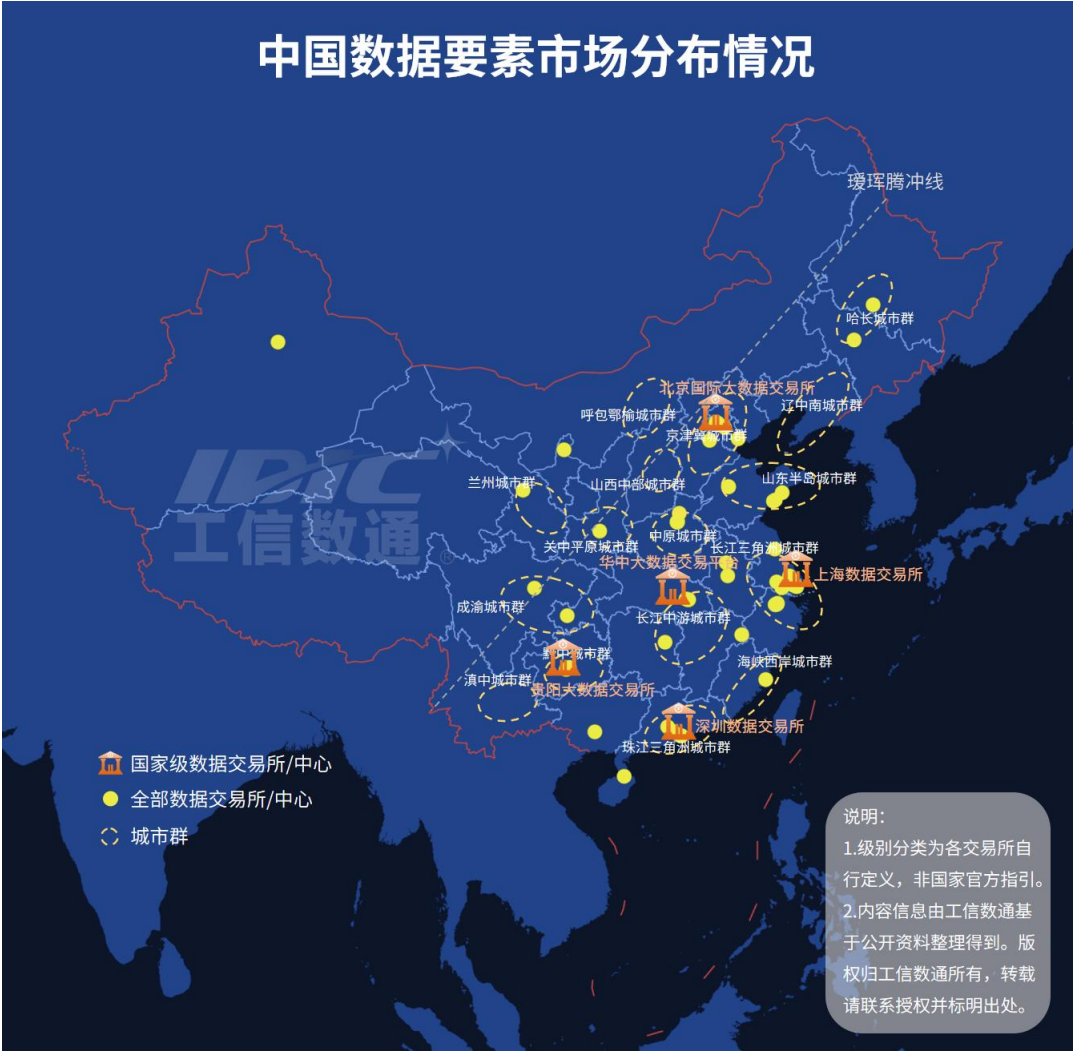 中国数据要素市场分布情况
瑷珲腾冲线
哈长城市群
北京国际大数据交易所
辽中南城市群
呼包鄂榆城市群
京津冀城市群
兰州城市群
山西中部城市群
山东半岛城市群
中原城市群
关中平原城市群
长江三角洲城市群
华中大数据交易平台
上海数据交易所
成渝城市群
长江中游城市群
黔中城市群
海峡西岸城市群
滇中城市群
贵阳大数据交易所
深圳数据交易所
珠江三角洲城市群
IDIC
工信数通
国家级数据交易所/中心
全部数据交易所/中心
城市群
说明：
1.级别分类为各交易所自
行定义，非国家官方指引。
2.内容信息由工信数通基
于公开资料整理得到。版
权归工信数通所有，转载
请联系授权并标明出处。